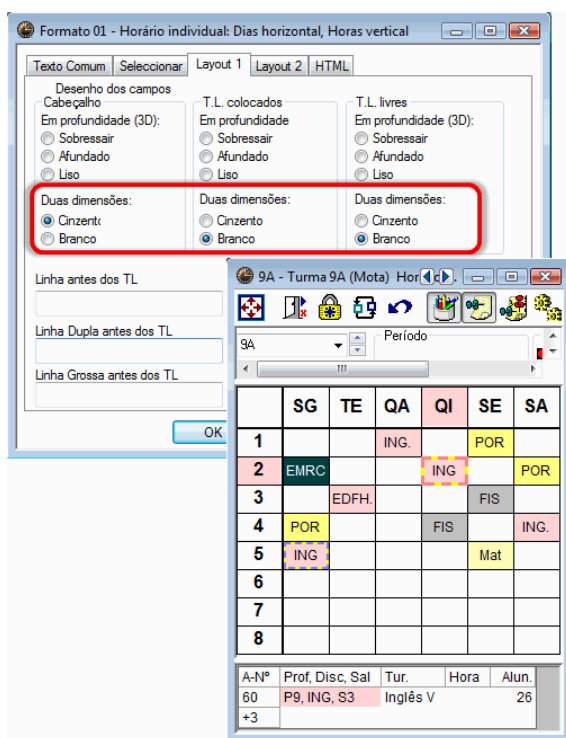 Formato 01 - Horário individual: Dias horizontal, Horas vertical
Texto Comum Seleccionar Layout 1 Layout 2 HTML
Desenho dos campos
Cabeçalho T.L. colocados T.L. livres
Em profundidade (3D): Em profundidade Em profundidade (3D):
Sobressair Sobressair Sobressair
Afundado Afundado Afundado
Liso Liso Liso
Duas dimensões: Duas dimensões: Duas dimensões:
Cinzento Cinzento Cinzento
Branco Branco Branco
Linha antes dos TL
Linha Dupla antes dos TL
Linha Grossa antes dos TL
OK
9A - Turma 9A (Mota) Hor
9A Período
SG TE QA QI SE SA
1 ING. POR
2 EMRC ING POR
3 EDFH. FIS
4 POR FIS ING.
5 ING Mat
6
7
8
A-Nº Prof, Disc, Sal Tur. Hora Alun.
60 P9, ING, S3 Inglês V 26
+3